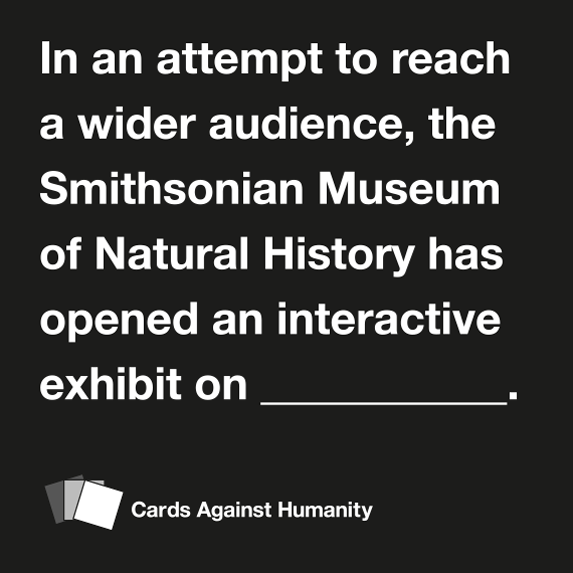 In an attempt to reach
a wider audience, the
Smithsonian Museum
of Natural History has
opened an interactive
exhibit on ____________.
Cards Against Humanity